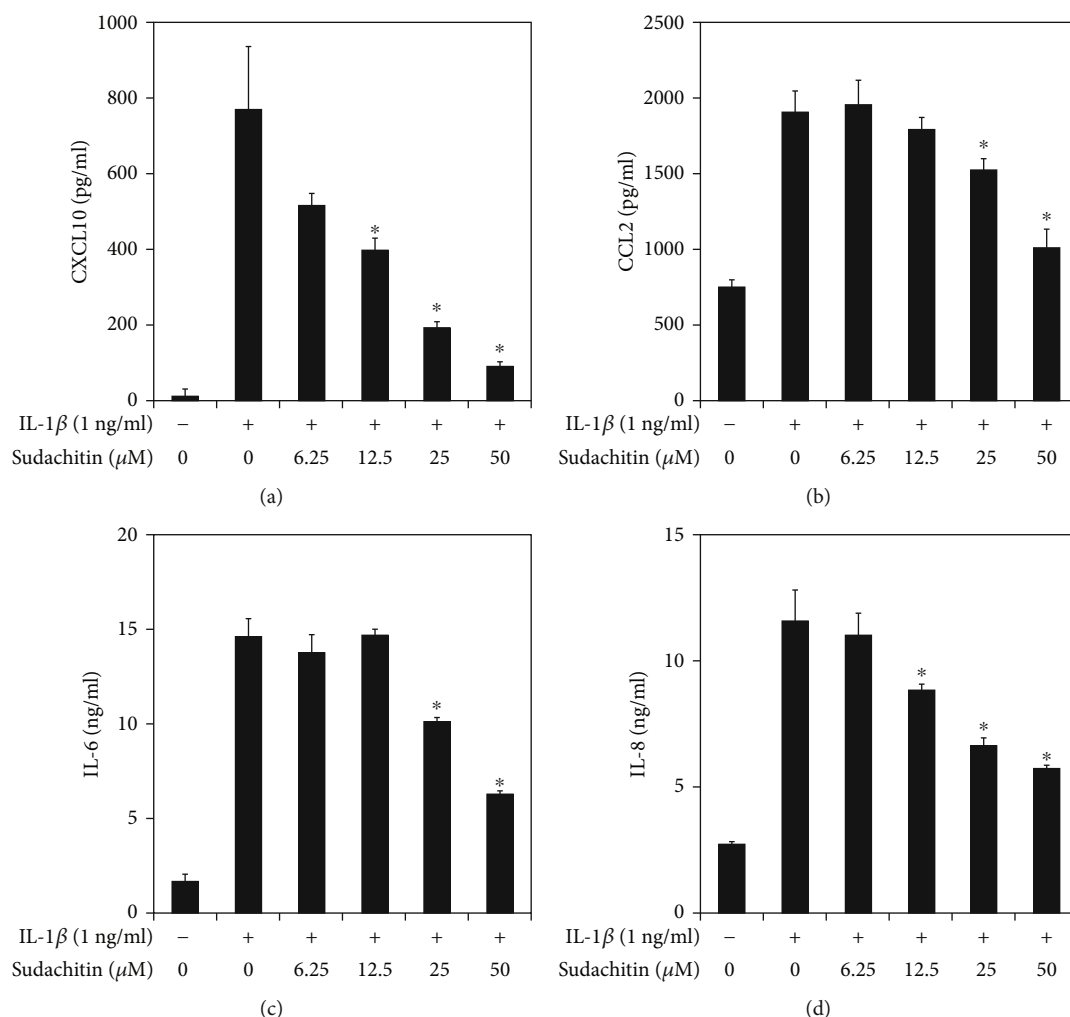 CXCL10 (pg/ml)
1000
800
600
400
200
0
*
*
*
IL-1β (1 ng/ml) − + + + + +
Sudachitin (μM) 0 0 6.25 12.5 25 50
(a)
CCL2 (pg/ml)
2500
2000
1500
1000
500
0
*
*
IL-1β (1 ng/ml) − + + + + +
Sudachitin (μM) 0 0 6.25 12.5 25 50
(b)
IL-6 (ng/ml)
20
15
10
5
0
*
*
IL-1β (1 ng/ml) − + + + + +
Sudachitin (μM) 0 0 6.25 12.5 25 50
(c)
IL-8 (ng/ml)
15
10
5
0
*
*
*
IL-1β (1 ng/ml) − + + + + +
Sudachitin (μM) 0 0 6.25 12.5 25 50
(d)